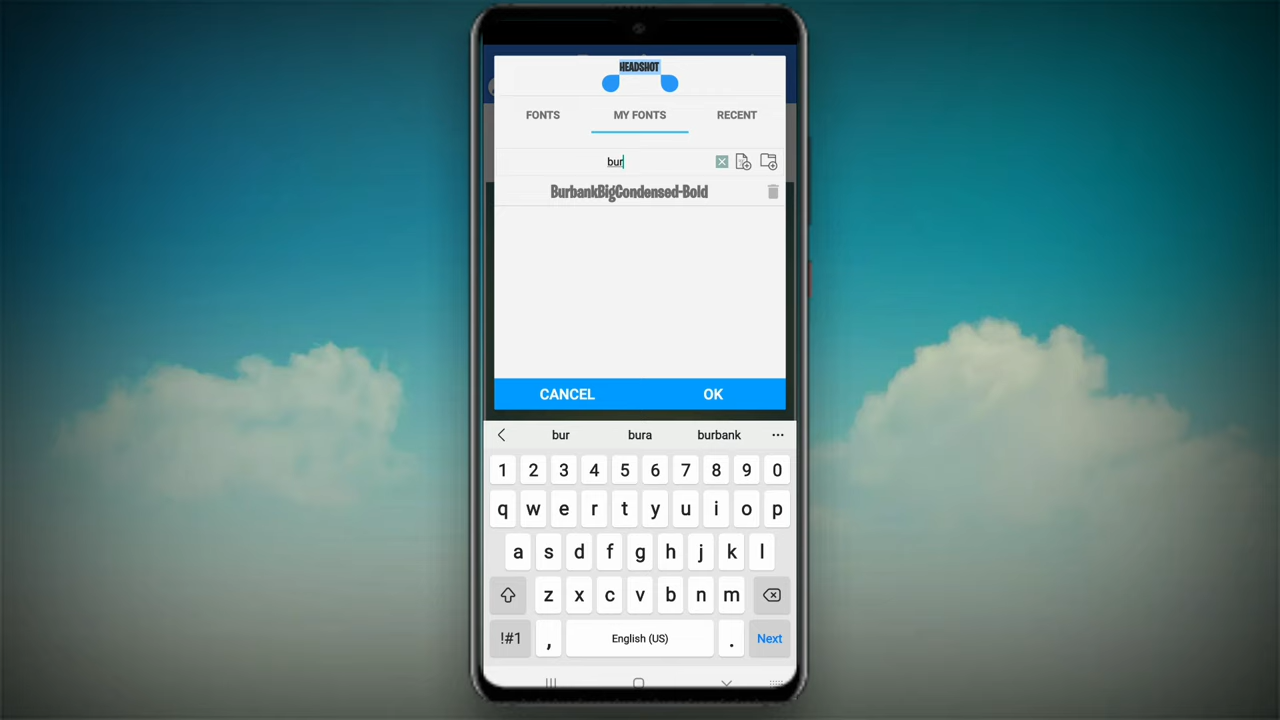 HEADSHOT
FONTS MY FONTS RECENT
bur
BurbankBigCondensed-Bold
CANCEL OK
bur bura burbank
1 2 3 4 5 6 7 8 9 0
q w e r t y u i o p
a s d f g h j k l
z x c v b n m
!#1 , English (US) . Next